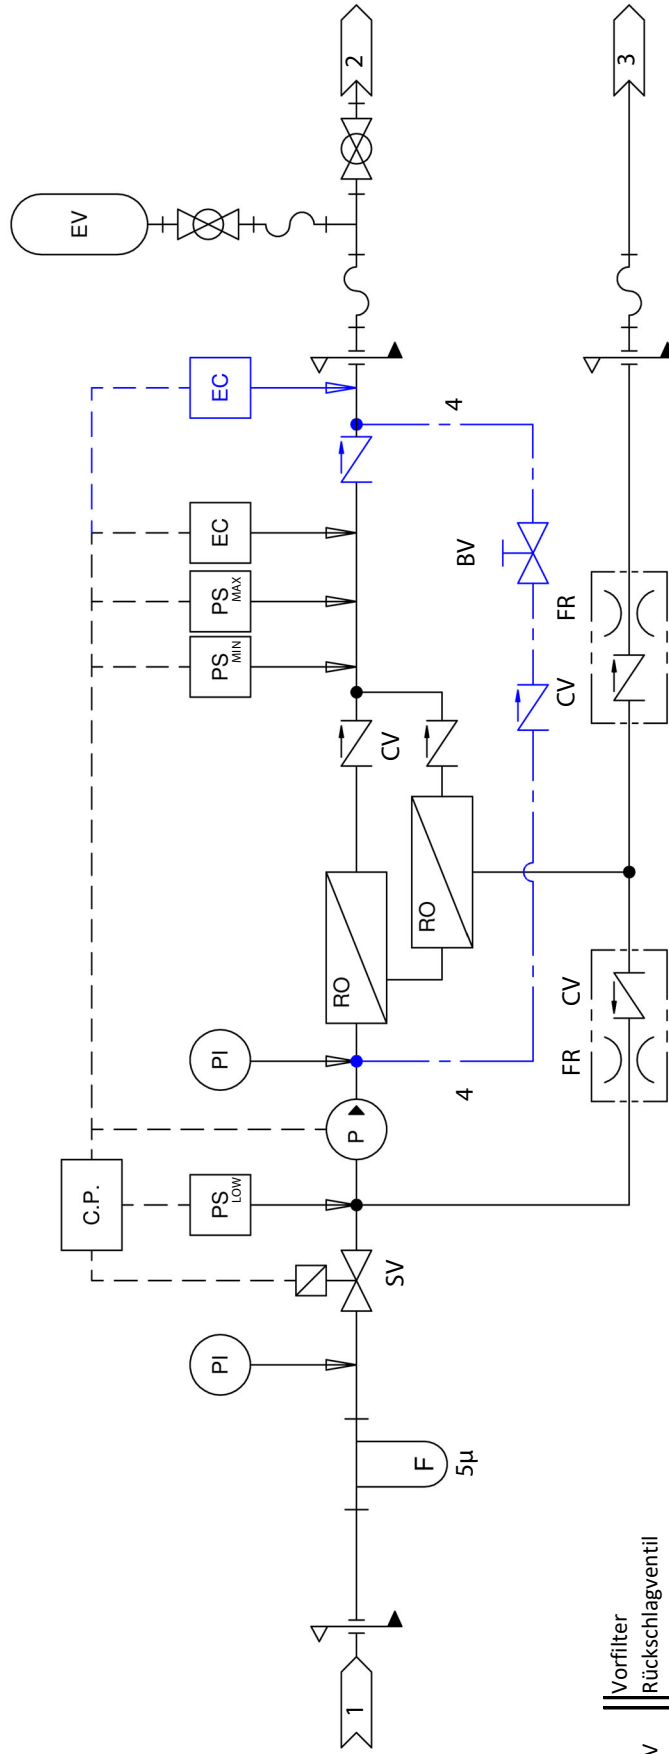 EV
2
3
EC
EC
PS MAX
PS MIN
4
BV
FR
CV
CV
RO
RO
PI
CV
FR
4
P
C.P.
PS LOW
SV
PI
F
5µ
1
Vorfilter
Rückschlagventil
V